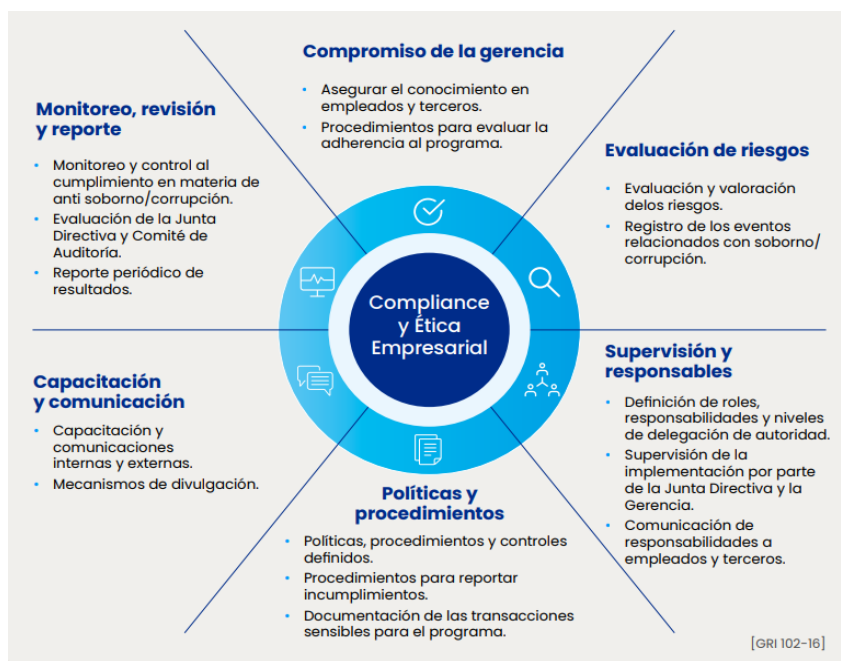 Compromiso de la gerencia
• Asegurar el conocimiento en
empleados y terceros.
• Procedimientos para evaluar la
adherencia al programa.
Monitoreo, revisión
y reporte
• Monitoreo y control al
cumplimiento en materia de
anti soborno/corrupción.
• Evaluación de la Junta
Directiva y Comité de
Auditoría.
• Reporte periódico de
resultados.
Evaluación de riesgos
• Evaluación y valoración
delos riesgos.
• Registro de los eventos
relacionados con soborno/
corrupción.
Compliance
y Ética
Empresarial
Capacitación
y comunicación
• Capacitación y
comunicaciones
internas y externas.
• Mecanismos de divulgación.
Supervisión y
responsables
• Definición de roles,
responsabilidades y niveles
de delegación de autoridad.
• Supervisión de la
implementación por parte
de la Junta Directiva y la
Gerencia.
• Comunicación de
responsabilidades a
empleados y terceros.
Políticas y
procedimientos
• Políticas, procedimientos y controles
definidos.
• Procedimientos para reportar
incumplimientos.
• Documentación de las transacciones
sensibles para el programa.
[GRI 102-16]